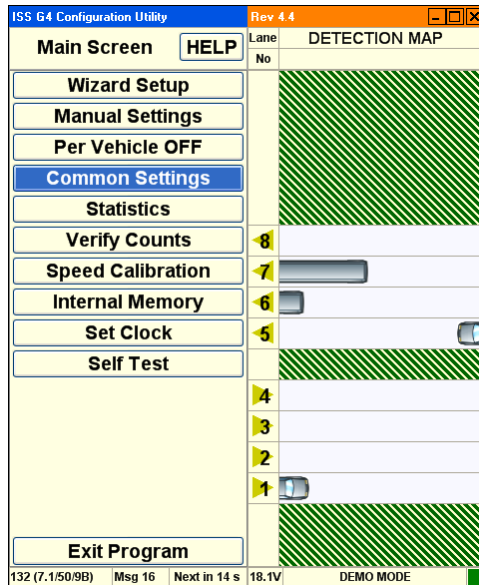 ISS G4 Configuration Utility
Rev 4.4
Main Screen
HELP
Lane
No
DETECTION MAP
Wizard Setup
Manual Settings
Per Vehicle OFF
Common Settings
Statistics
Verify Counts
8
Speed Calibration
7
Internal Memory
6
Set Clock
5
Self Test
4
3
2
1
Exit Program
132 (7.1/50/9B)
Msg 16
Next in 14 s
18.1V
DEMO MODE